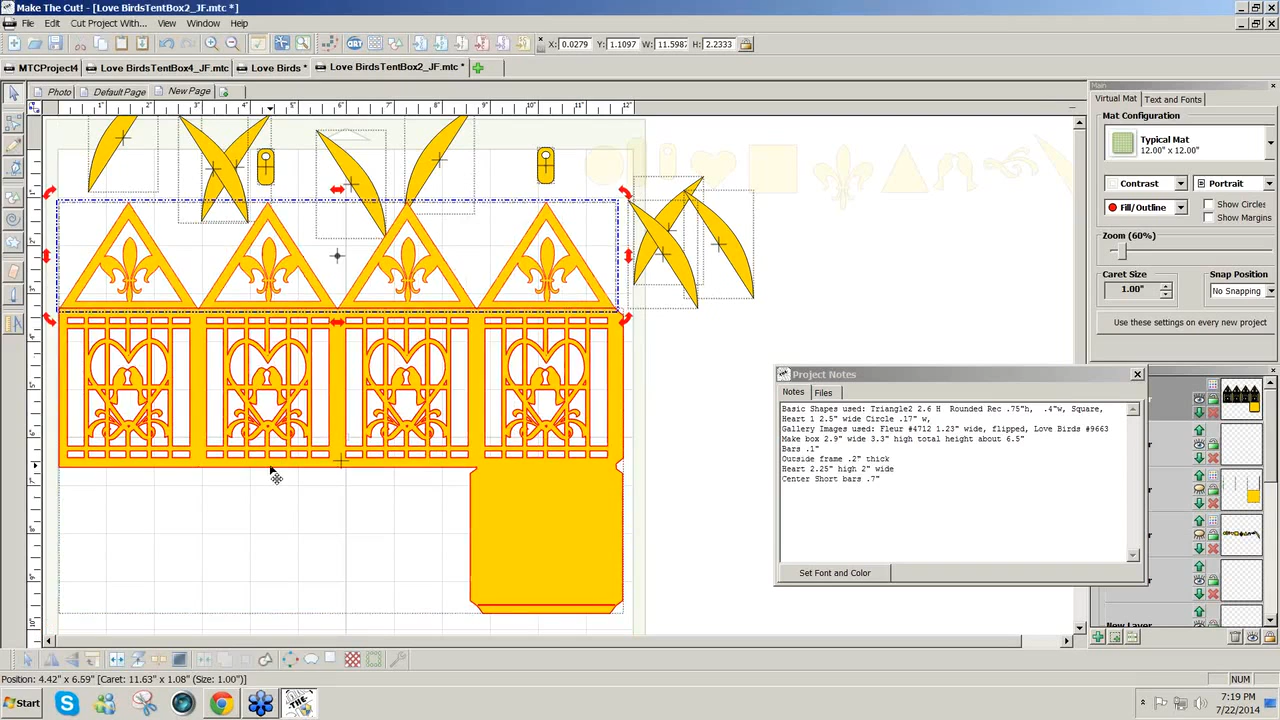 Make The Cut! - [Love BirdsTentBox2_JF.mtc *]
File Edit Cut Project With... View Window Help
X: 0.0279 Y: 1.1097 W: 11.5987 H: 2.2333
MTCProject4 Love BirdsTentBox4_JF.mtc Love Birds * Love BirdsTentBox2_JF.mtc *
Photo Default Page New Page
Main
Virtual Mat Text and Fonts
Mat Configuration
Typical Mat
12.00" x 12.00"
Contrast Portrait
Fill/Outline Show Circles
Show Margins
Zoom (60%)
Caret Size Snap Position
1.00" No Snapping
Use these settings on every new project
Project Notes
Notes Files
Basic Shapes used: Triangle2 2.6 H Rounded Rec .75"h, .4"w, Square,
Heart 1 2.5" wide Circle .17" w,
Gallery Images used: Fleur #4712 1.23" wide, flipped, Love Birds #9663
Make box 2.9" wide 3.3" high total height about 6.5"
Bars .1"
Outside frame .2" thick
Heart 2.25" high 2" wide
Center Short bars .7"
Set Font and Color
New Layer
Position: 4.42" x 6.59" [Caret: 11.63" x 1.08" (Size: 1.00")]
NUM
Start
7:19 PM
7/22/2014